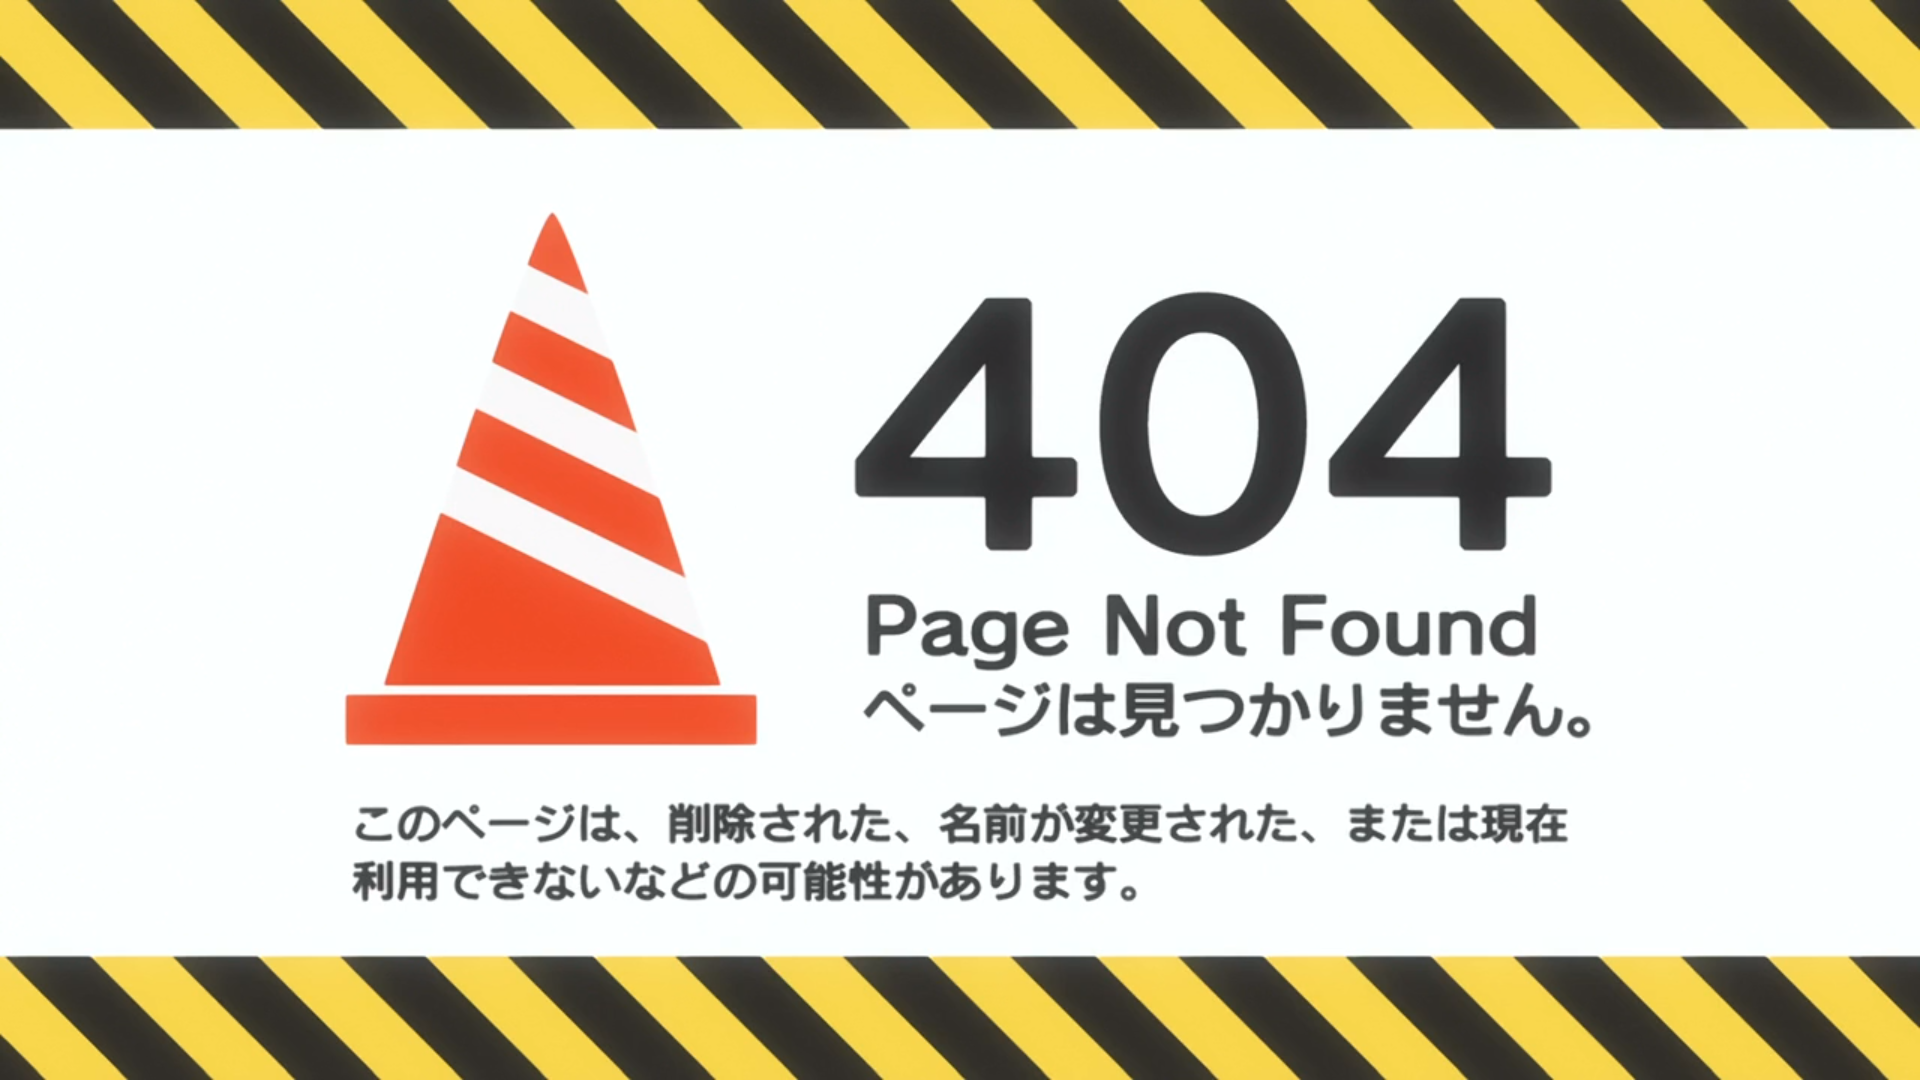 404
Page Not Found
ページは見つかりません。
このページは、削除された、名前が変更された、または現在
利用できないなどの可能性があります。